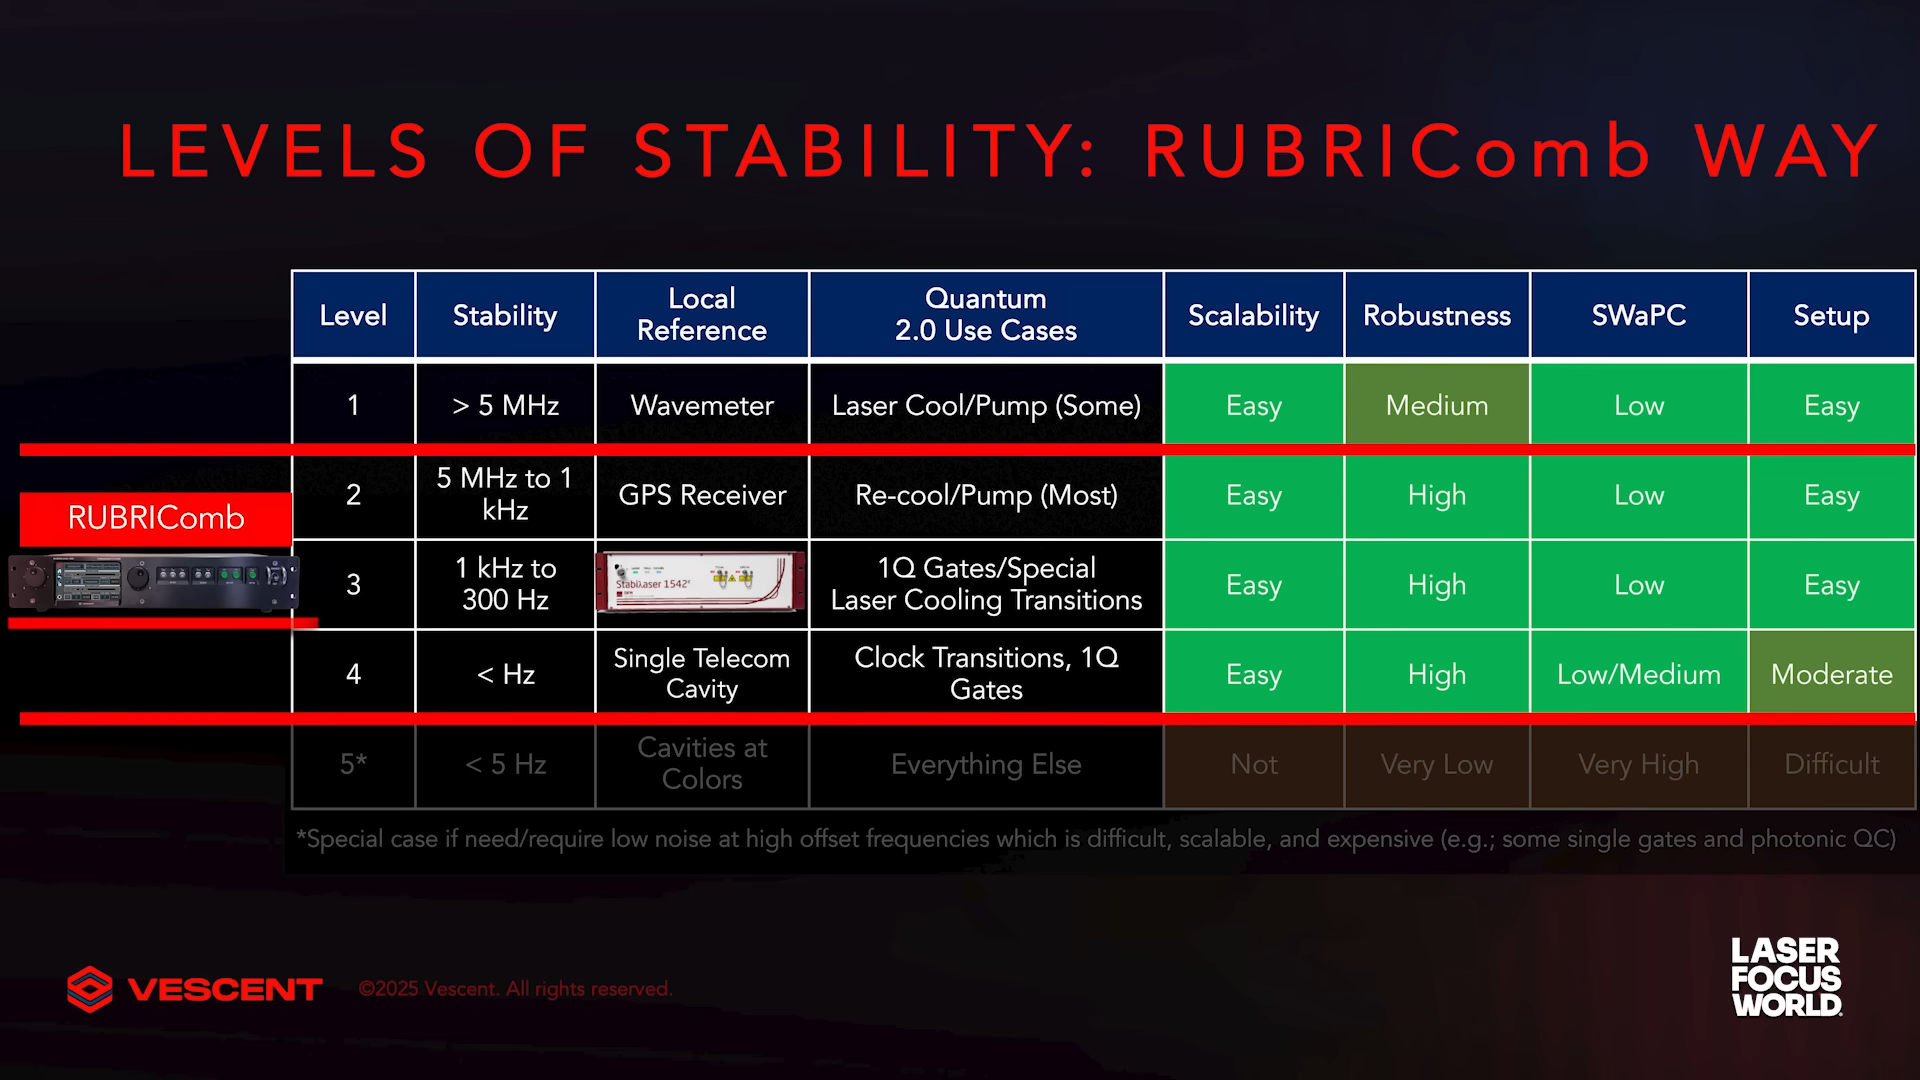 LEVELS OF STABILITY: RUBRIComb WAY
Level
Stability
Local
Reference
Quantum
2.0 Use Cases
Scalability
Robustness
SWaPC
Setup
1
> 5 MHz
Wavemeter
Laser Cool/Pump (Some)
Easy
Medium
Low
Easy
RUBRIComb
2
5 MHz to 1
kHz
GPS Receiver
Re-cool/Pump (Most)
Easy
High
Low
Easy
3
1 kHz to
300 Hz
StabiLaser 1542
1Q Gates/Special
Laser Cooling Transitions
Easy
High
Low
Easy
4
< Hz
Single Telecom
Cavity
Clock Transitions, 1Q
Gates
Easy
High
Low/Medium
Moderate
5*
< 5 Hz
Cavities at
Colors
Everything Else
Not
Very Low
Very High
Difficult
*Special case if need/require low noise at high offset frequencies which is difficult, scalable, and expensive (e.g.; some single gates and photonic QC)
VESCENT
©2025 Vescent. All rights reserved.
LASER
FOCUS
WORLD